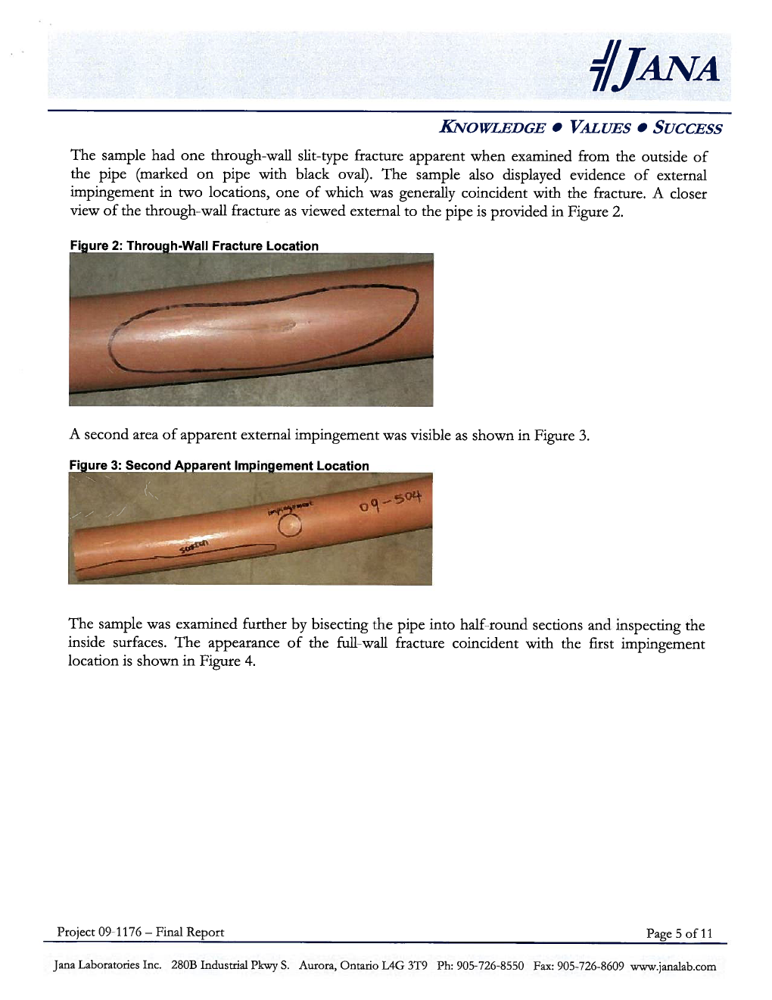 JANA
KNOWLEDGE ● VALUES ● SUCCESS
The sample had one through-wall slit-type fracture apparent when examined from the outside of
the pipe (marked on pipe with black oval). The sample also displayed evidence of external
impingement in two locations, one of which was generally coincident with the fracture. A closer
view of the through-wall fracture as viewed external to the pipe is provided in Figure 2.
Figure 2: Through-Wall Fracture Location
A second area of apparent external impingement was visible as shown in Figure 3.
Figure 3: Second Apparent Impingement Location
impingement
09-504
The sample was examined further by bisecting the pipe into half-round sections and inspecting the
inside surfaces. The appearance of the full-wall fracture coincident with the first impingement
location is shown in Figure 4.
Project 09-1176 – Final Report
Page 5 of 11
Jana Laboratories Inc. 280B Industrial Pkwy S. Aurora, Ontario L4G 3T9 Ph: 905-726-8550 Fax: 905-726-8609 www.janalab.com